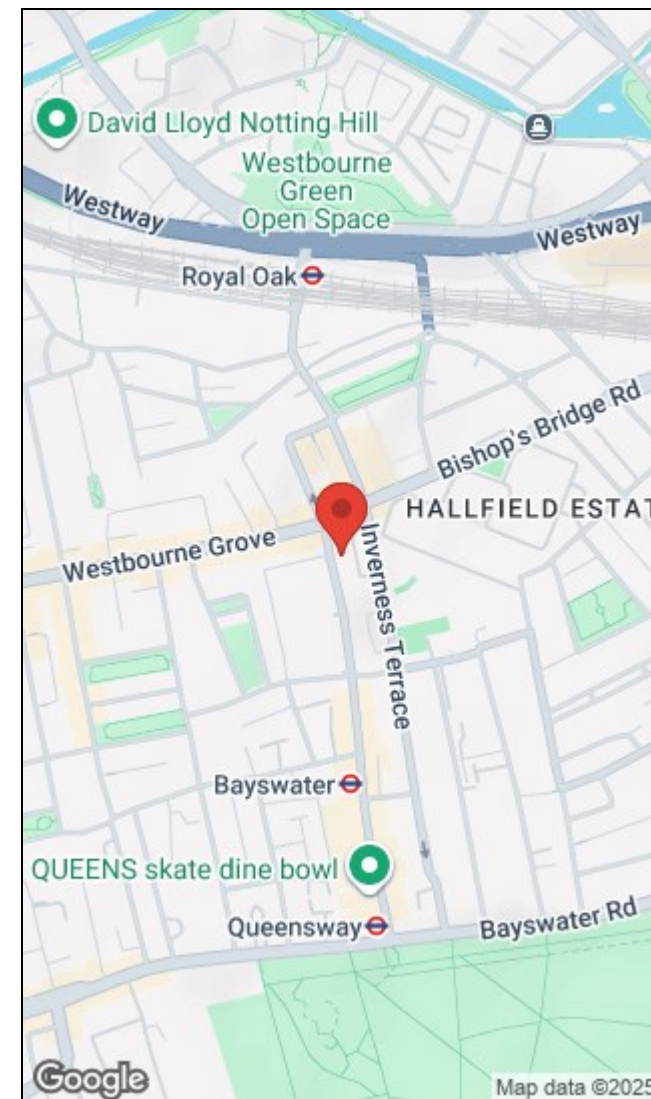 David Lloyd Notting Hill
Westbourne
Green
Open Space
Westway
Westway
Royal Oak
Bishop's Bridge Rd
HALLFIELD ESTAT
Westbourne Grove
Inverness Terrace
Bayswater
QUEENS skate dine bowl
Queensway
Bayswater Rd
Google
Map data ©2025